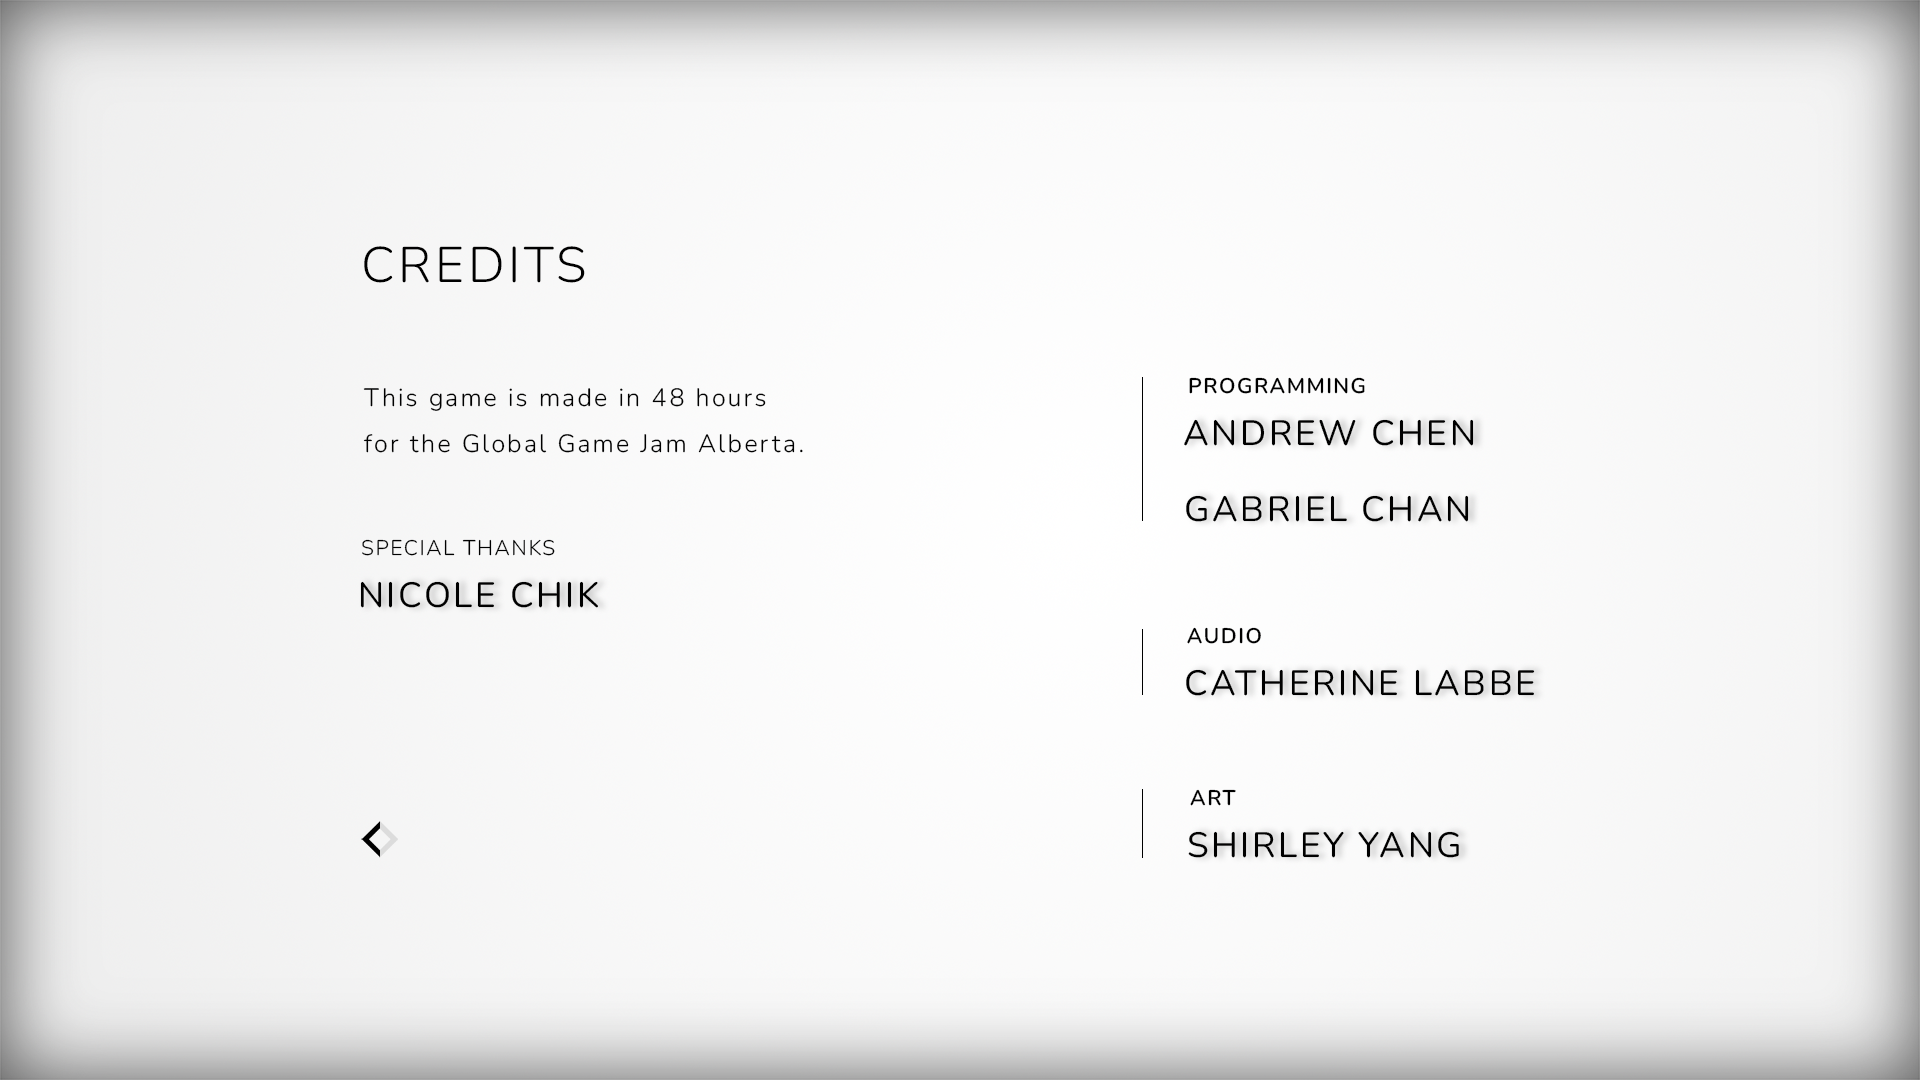 CREDITS
This game is made in 48 hours
for the Global Game Jam Alberta.
SPECIAL THANKS
NICOLE CHIK
PROGRAMMING
ANDREW CHEN
GABRIEL CHAN
AUDIO
CATHERINE LABBE
ART
SHIRLEY YANG